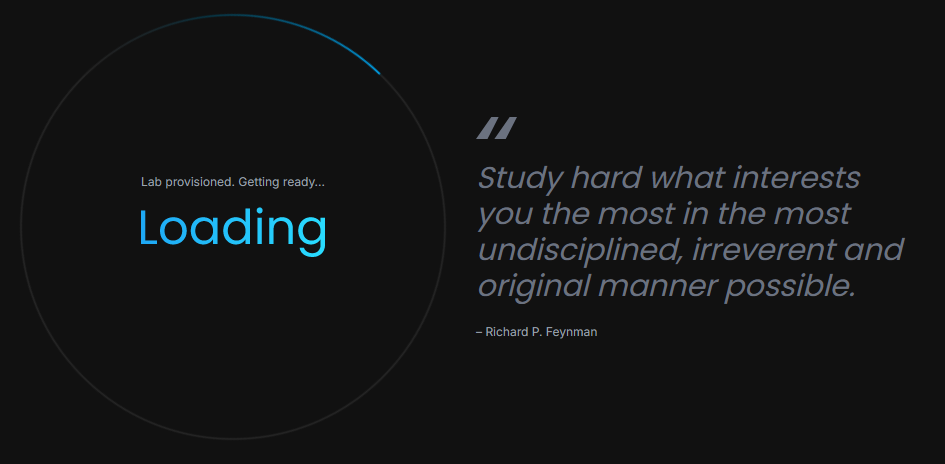 Lab provisioned. Getting ready...
Loading
“
Study hard what interests
you the most in the most
undisciplined, irreverent and
original manner possible.
– Richard P. Feynman